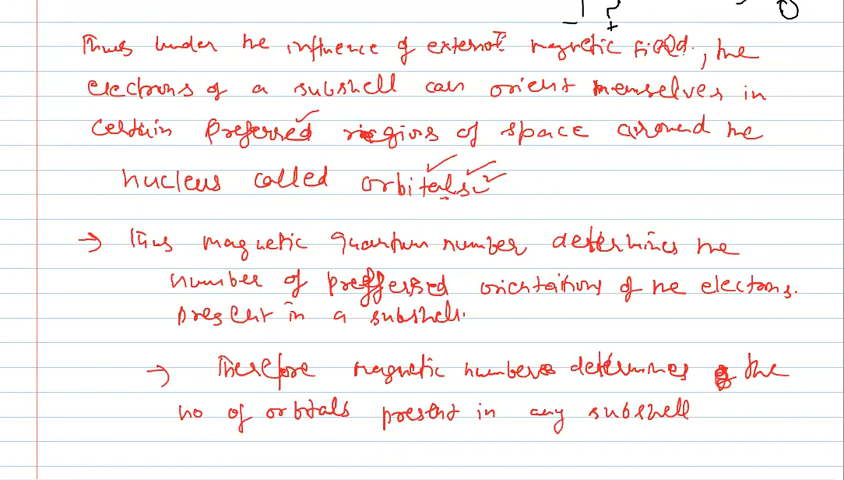 Thus under the influence of external magnetic field, the
electrons of a subshell can orient themselves in
certain preferred regions of space around the
nucleus called orbitals
→ Thus magnetic quantum number determines the
number of preffersed orientations of the electrons.
present in a subshell.
→ Therefore magnetic numbers determines the
no of orbitals present in any subshell